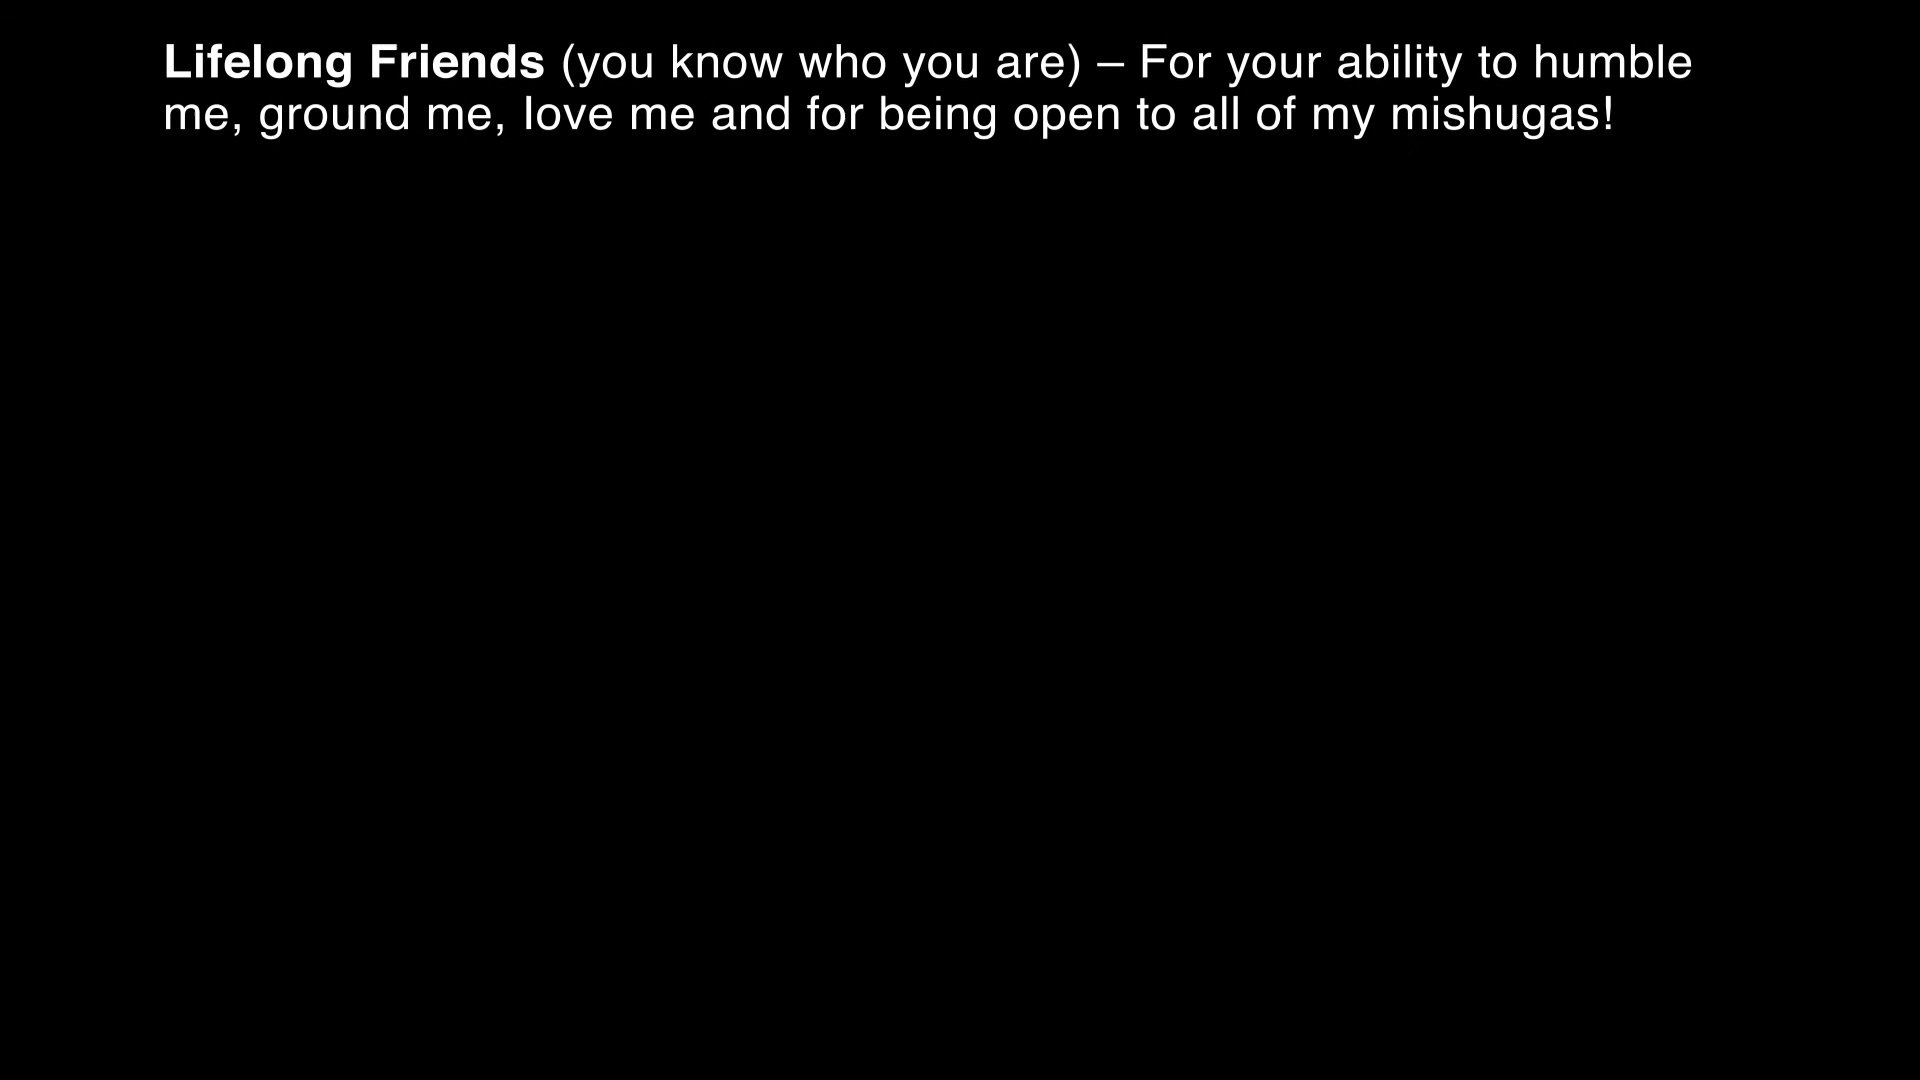 Lifelong Friends (you know who you are) – For your ability to humble
me, ground me, love me and for being open to all of my mishugas!